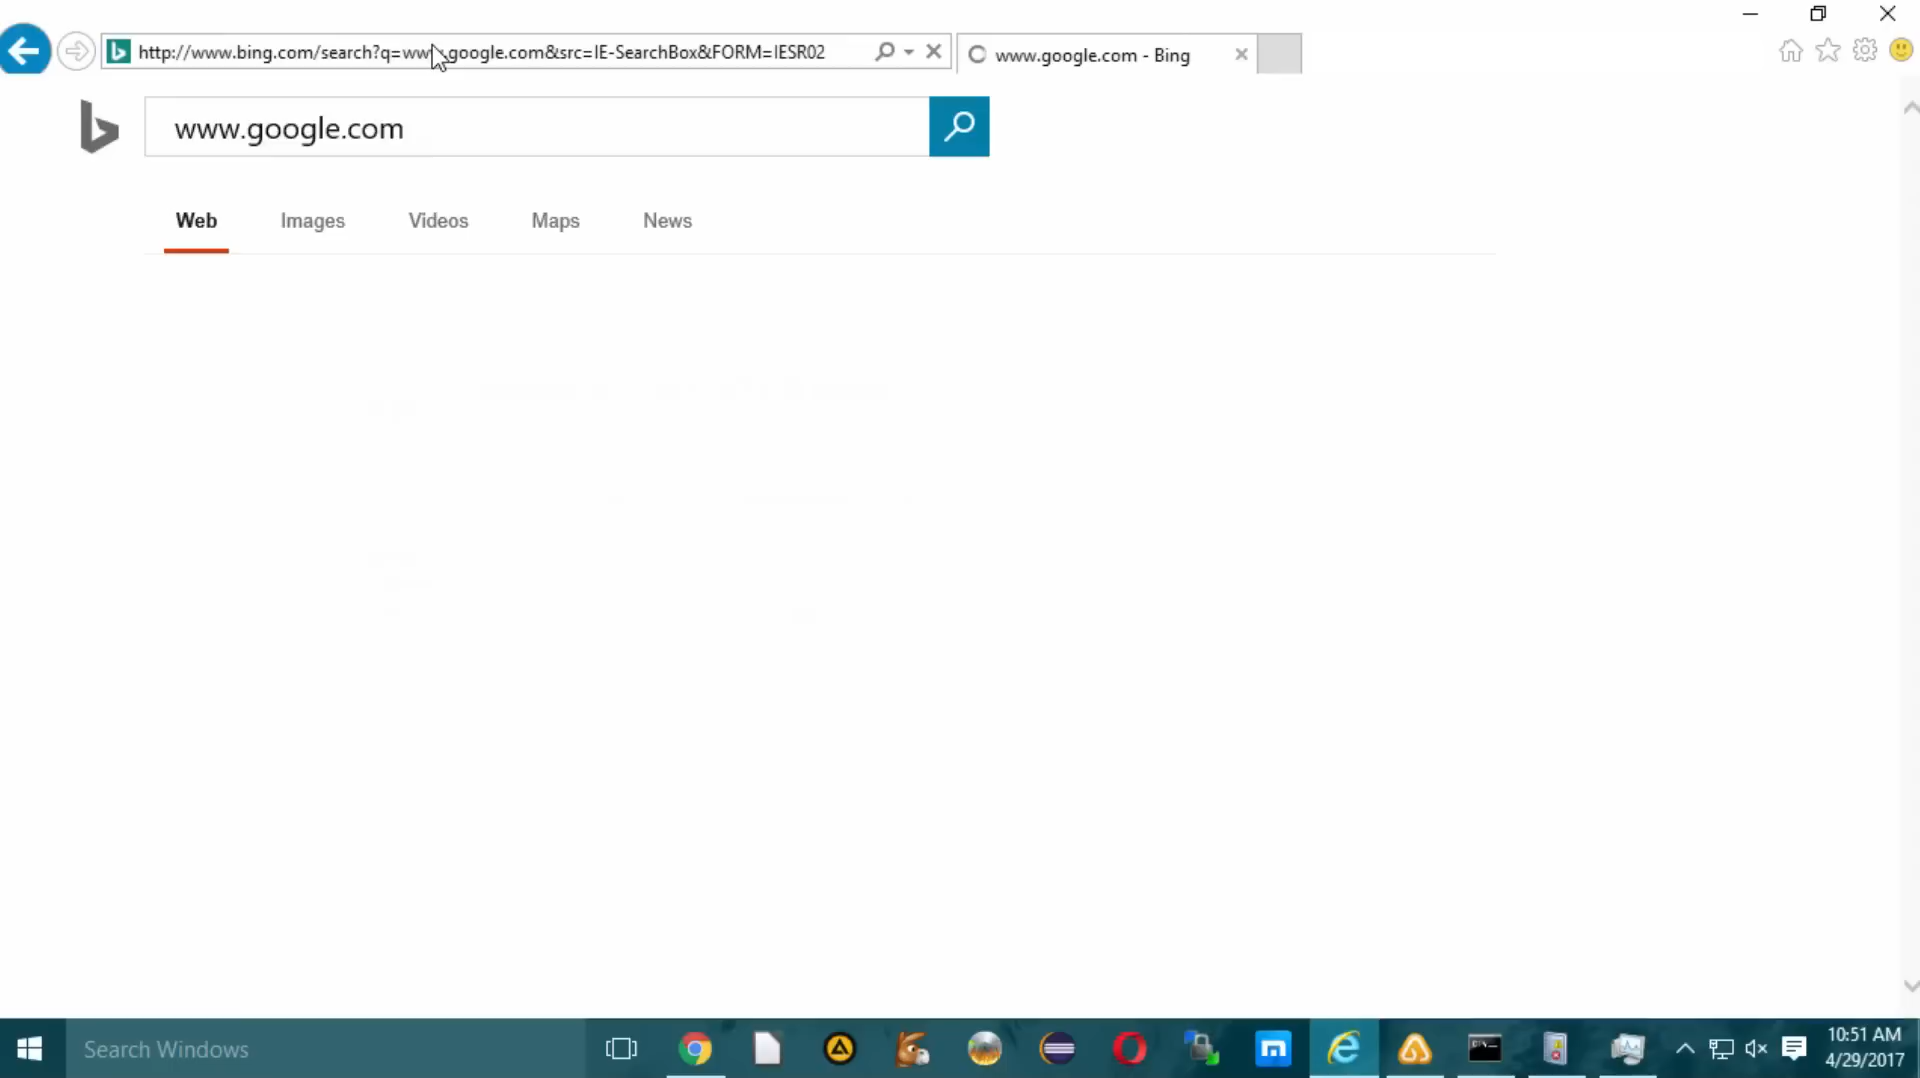 http://www.bing.com/search?q=www.google.com&src=IE-SearchBox&FORM=IESR02
www.google.com - Bing
www.google.com
Web Images Videos Maps News
Search Windows
10:51 AM
4/29/2017